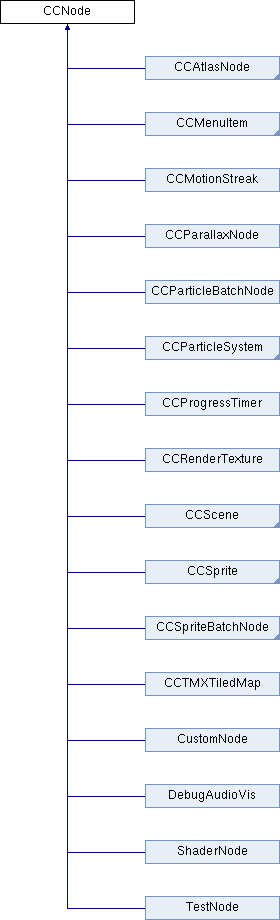 CCNode
CCAtlasNode
CCMenuItem
CCMotionStreak
CCParallaxNode
CCParticleBatchNode
CCParticleSystem
CCProgressTimer
CCRenderTexture
CCScene
CCSprite
CCSpriteBatchNode
CCTMXTiledMap
CustomNode
DebugAudioVis
ShaderNode
TestNode